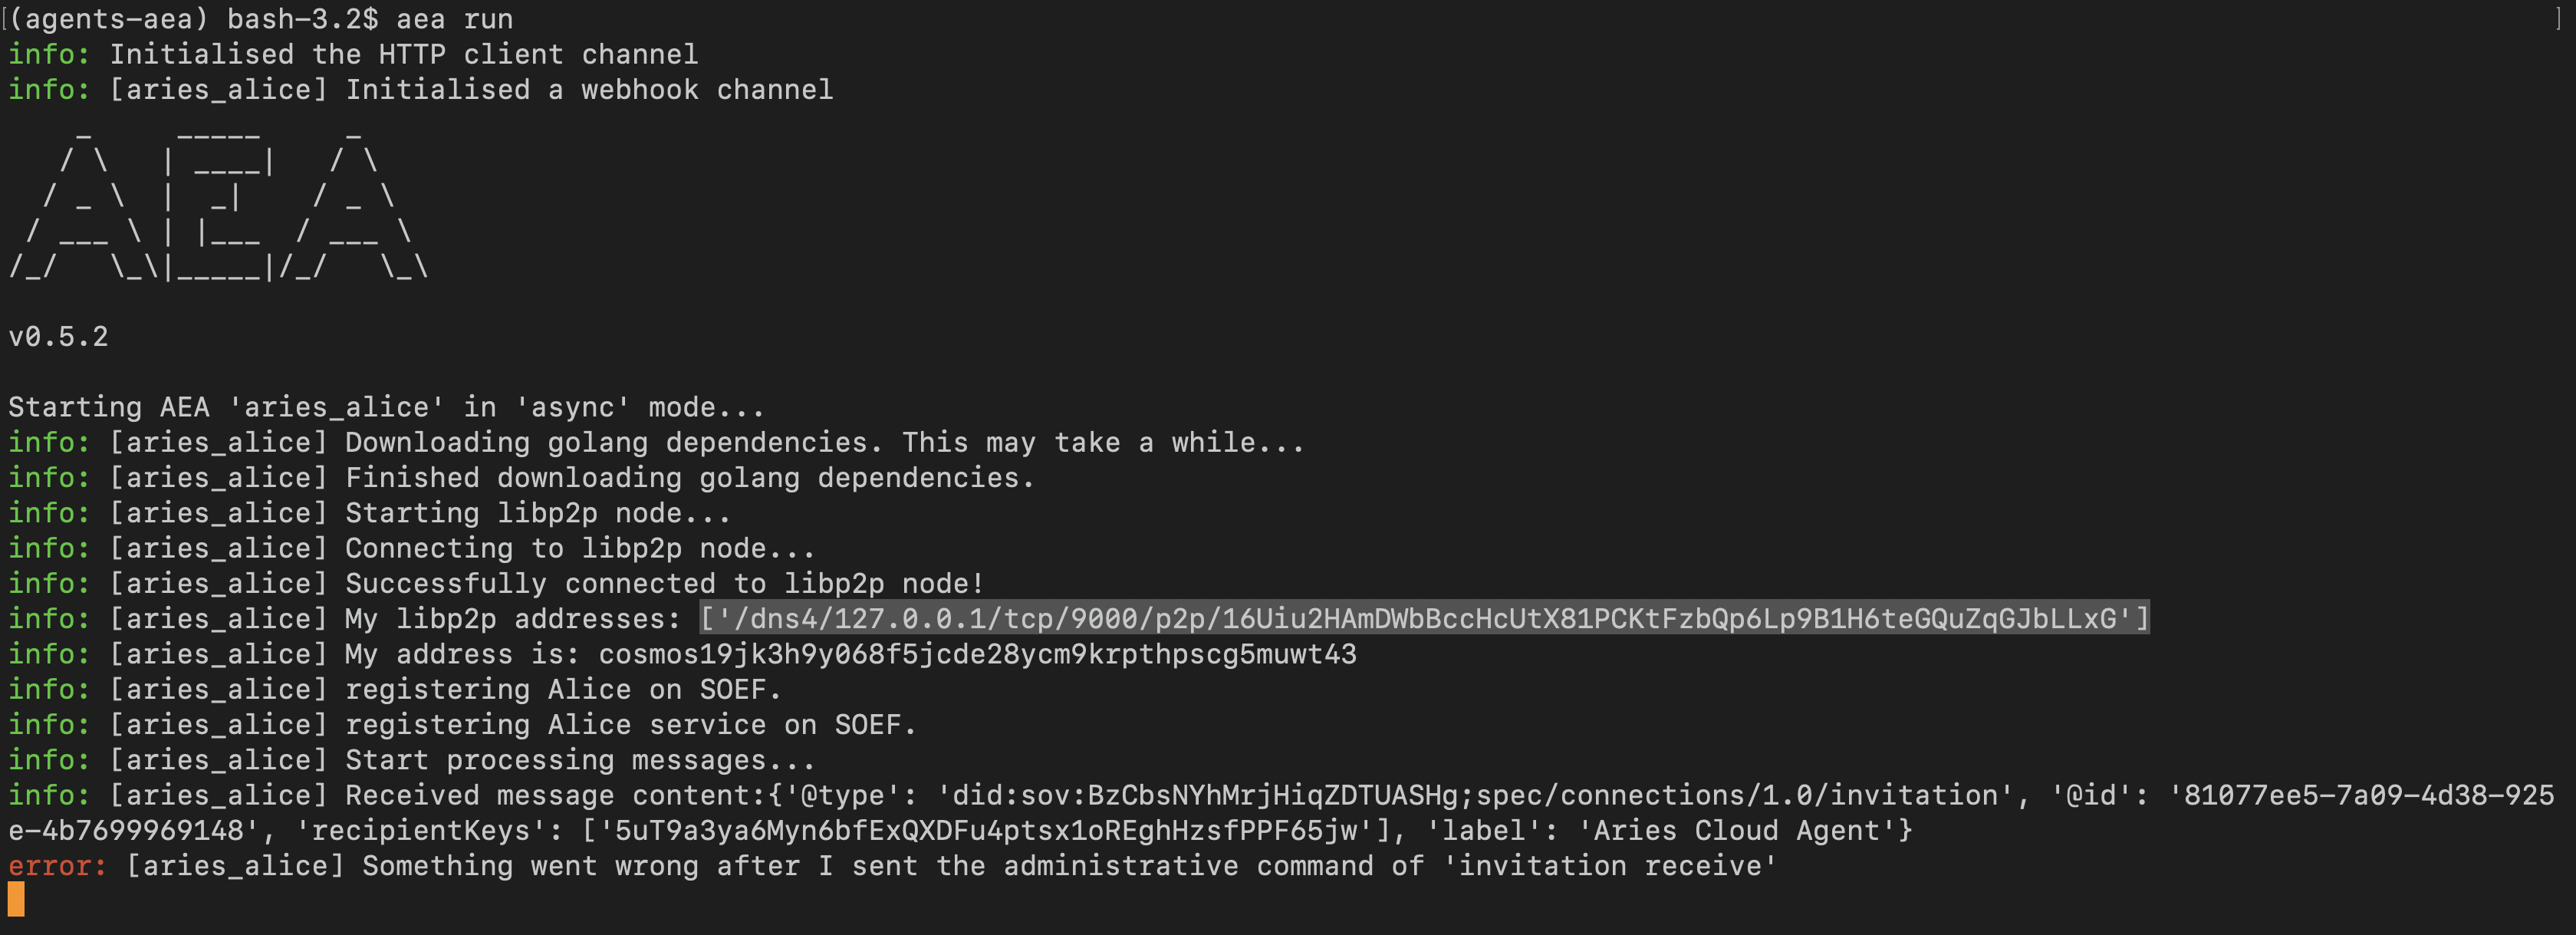 [(agents-aea) bash-3.2$ aea run ]
info: Initialised the HTTP client channel
info: [aries_alice] Initialised a webhook channel
    _     _____     _
   / \   | ____|   / \
  / _ \  |  _|    / _ \
 / ___ \ | |___  / ___ \
/_/   \_\|_____|/_/   \_\
v0.5.2
Starting AEA 'aries_alice' in 'async' mode...
info: [aries_alice] Downloading golang dependencies. This may take a while...
info: [aries_alice] Finished downloading golang dependencies.
info: [aries_alice] Starting libp2p node...
info: [aries_alice] Connecting to libp2p node...
info: [aries_alice] Successfully connected to libp2p node!
info: [aries_alice] My libp2p addresses: ['/dns4/127.0.0.1/tcp/9000/p2p/16Uiu2HAmDWbBccHcUtX81PCKtFzbQp6Lp9B1H6teGQuZqGJbLLxG']
info: [aries_alice] My address is: cosmos19jk3h9y068f5jcde28ycm9krpthpscg5muwt43
info: [aries_alice] registering Alice on SOEF.
info: [aries_alice] registering Alice service on SOEF.
info: [aries_alice] Start processing messages...
info: [aries_alice] Received message content:{'@type': 'did:sov:BzCbsNYhMrjHiqZDTUASHg;spec/connections/1.0/invitation', '@id': '81077ee5-7a09-4d38-925
e-4b7699969148', 'recipientKeys': ['5uT9a3ya6Myn6bfExQXDFu4ptsx1oREghHzsfPPF65jw'], 'label': 'Aries Cloud Agent'}
error: [aries_alice] Something went wrong after I sent the administrative command of 'invitation receive'